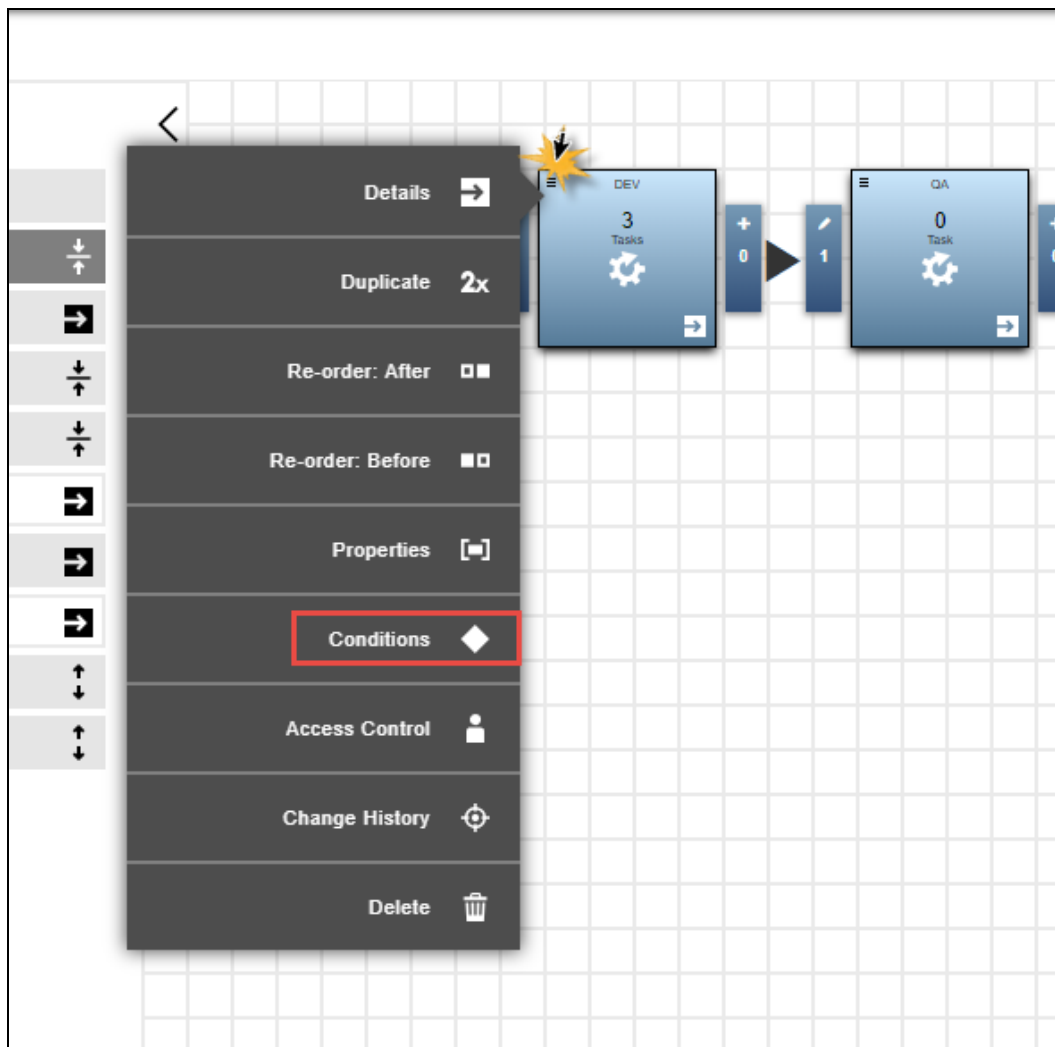 Details
Duplicate 2x
Re-order: After
Re-order: Before
Properties
Conditions
Access Control
Change History
Delete
DEV
3
Tasks
0
1
QA
0
Task